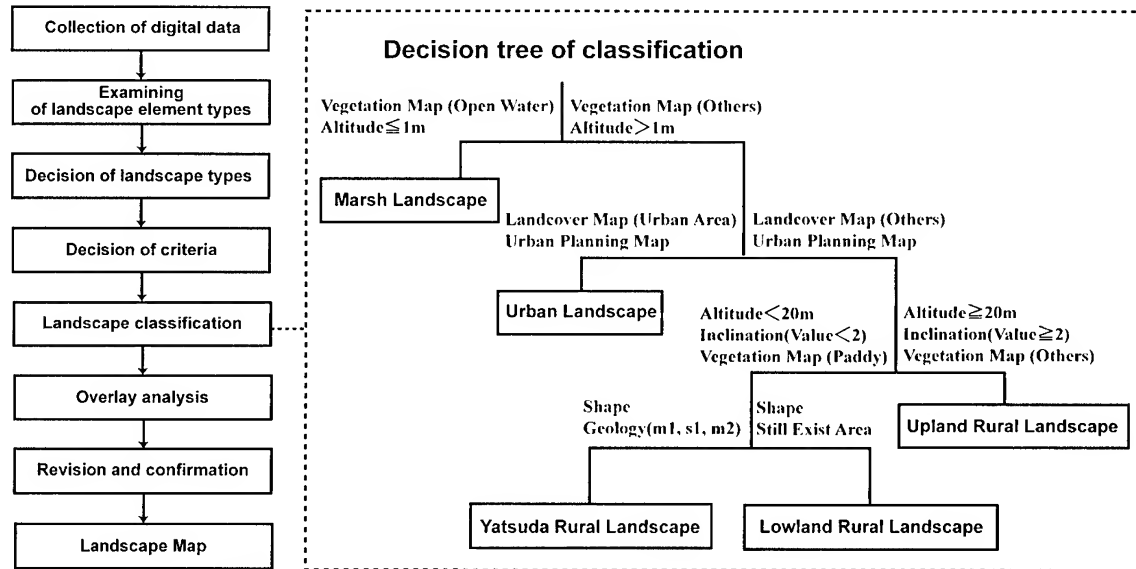 Collection of digital data
Examining
of landscape element types
Decision of landscape types
Decision of criteria
Landscape classification
Overlay analysis
Revision and confirmation
Landscape Map
Decision tree of classification
Vegetation Map (Open Water)
Altitude≦1m
Vegetation Map (Others)
Altitude>1m
Marsh Landscape
Landcover Map (Urban Area)
Urban Planning Map
Landcover Map (Others)
Urban Planning Map
Urban Landscape
Altitude<20m
Inclination(Value<2)
Vegetation Map (Paddy)
Altitude≧20m
Inclination(Value≧2)
Vegetation Map (Others)
Upland Rural Landscape
Shape
Geology(m1, s1, m2)
Shape
Still Exist Area
Yatsuda Rural Landscape
Lowland Rural Landscape